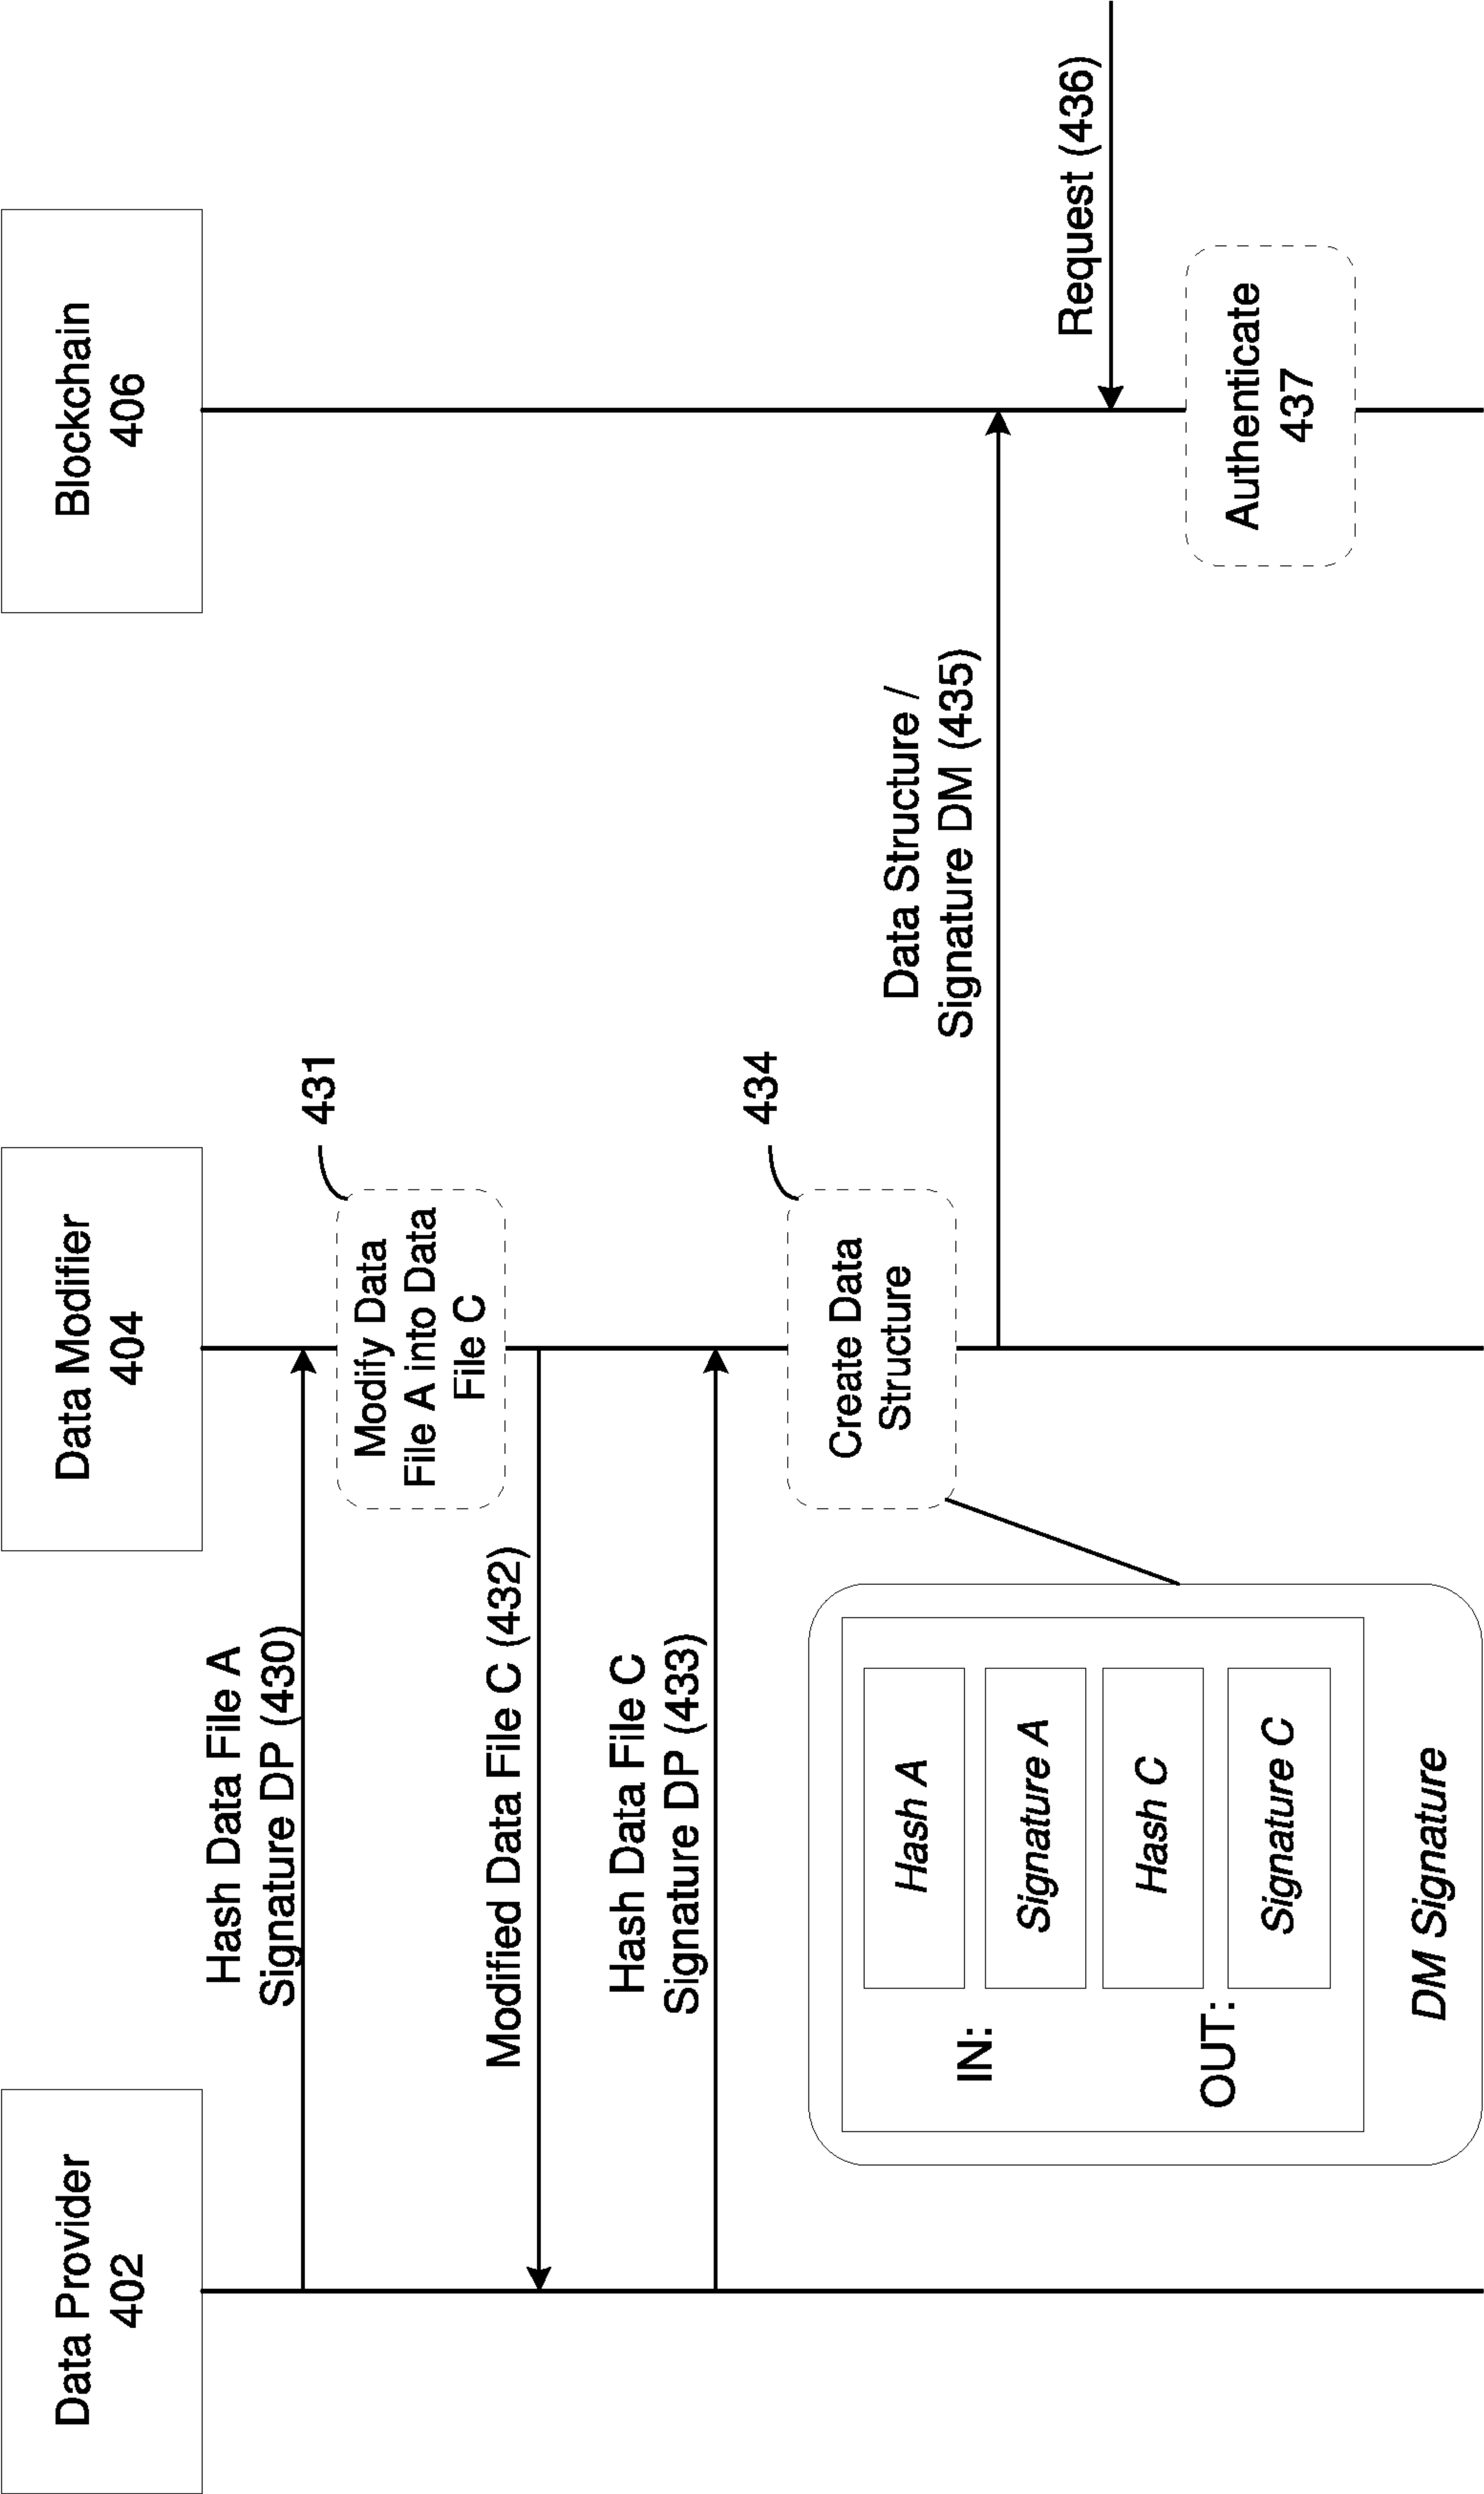 Data Provider
402
Data Modifier
404
Blockchain
406
Hash Data File A
Signature DP (430)
431
Modify Data
File A into Data
File C
Modified Data File C (432)
Hash Data File C
Signature DP (433)
434
Create Data
Structure
IN:
Hash A
Signature A
OUT:
Hash C
Signature C
DM Signature
Data Structure /
Signature DM (435)
Request (436)
Authenticate
437